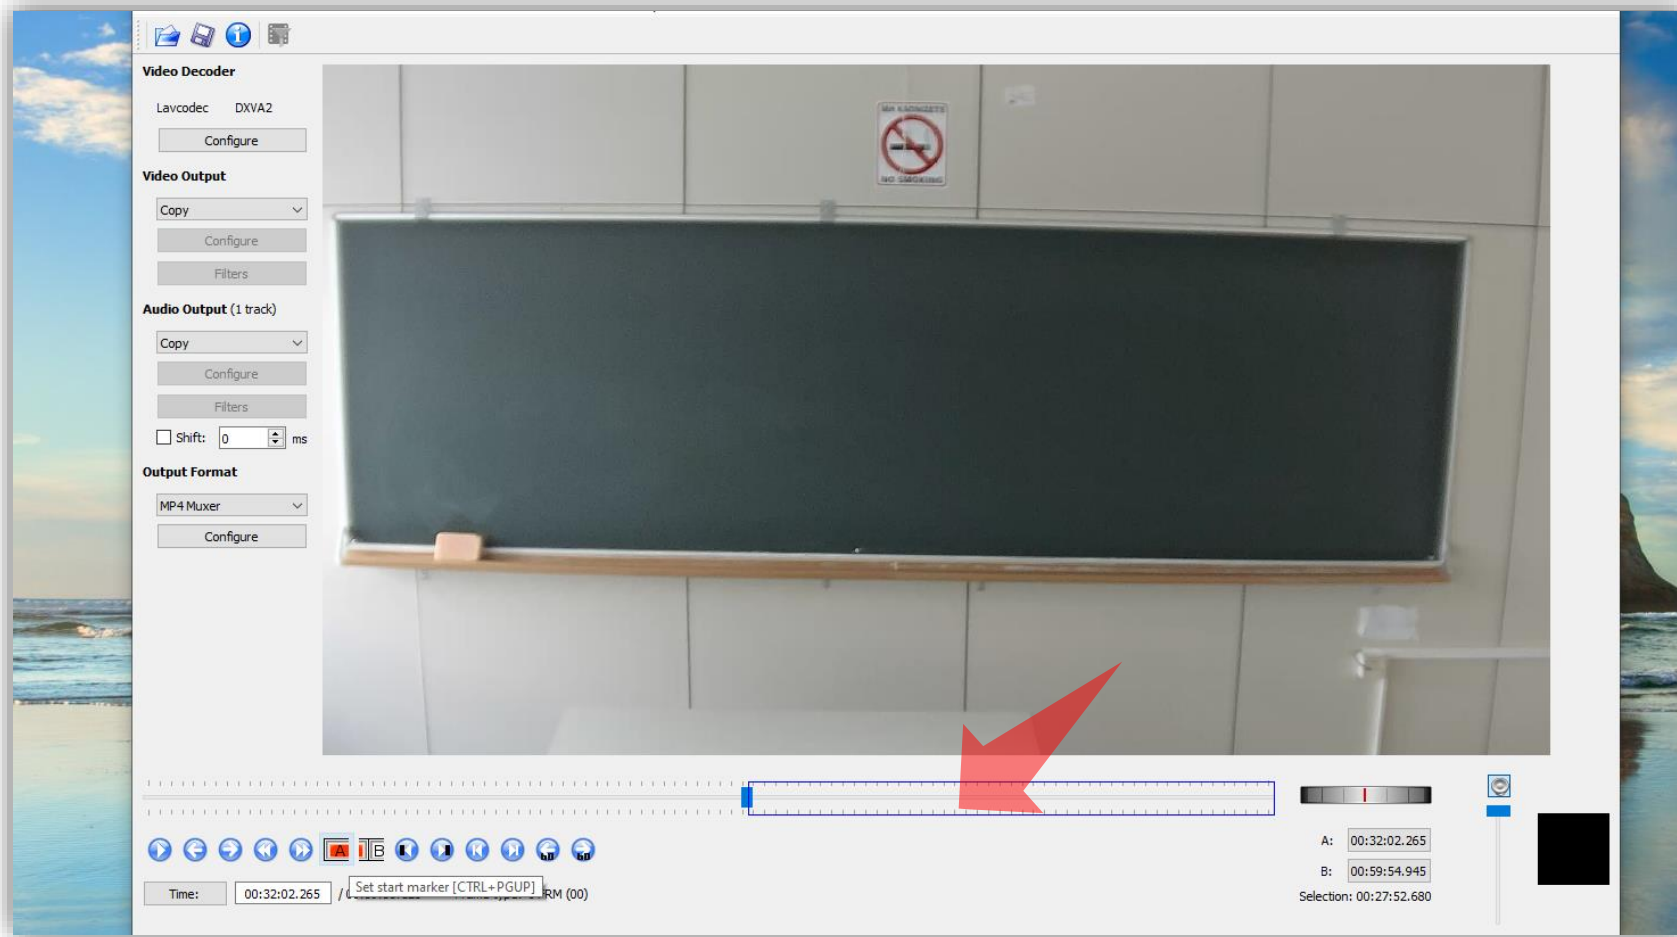 Video Decoder
Lavcodec DXVA2
Configure
Video Output
Copy
Configure
Filters
Audio Output (1 track)
Copy
Configure
Filters
Shift: 0 ms
Output Format
MP4 Muxer
Configure
NO SMOKING
A B
60 60
Set start marker [CTRL+PGUP]
Time: 00:32:02.265 / (00)
A: 00:32:02.265
B: 00:59:54.945
Selection: 00:27:52.680